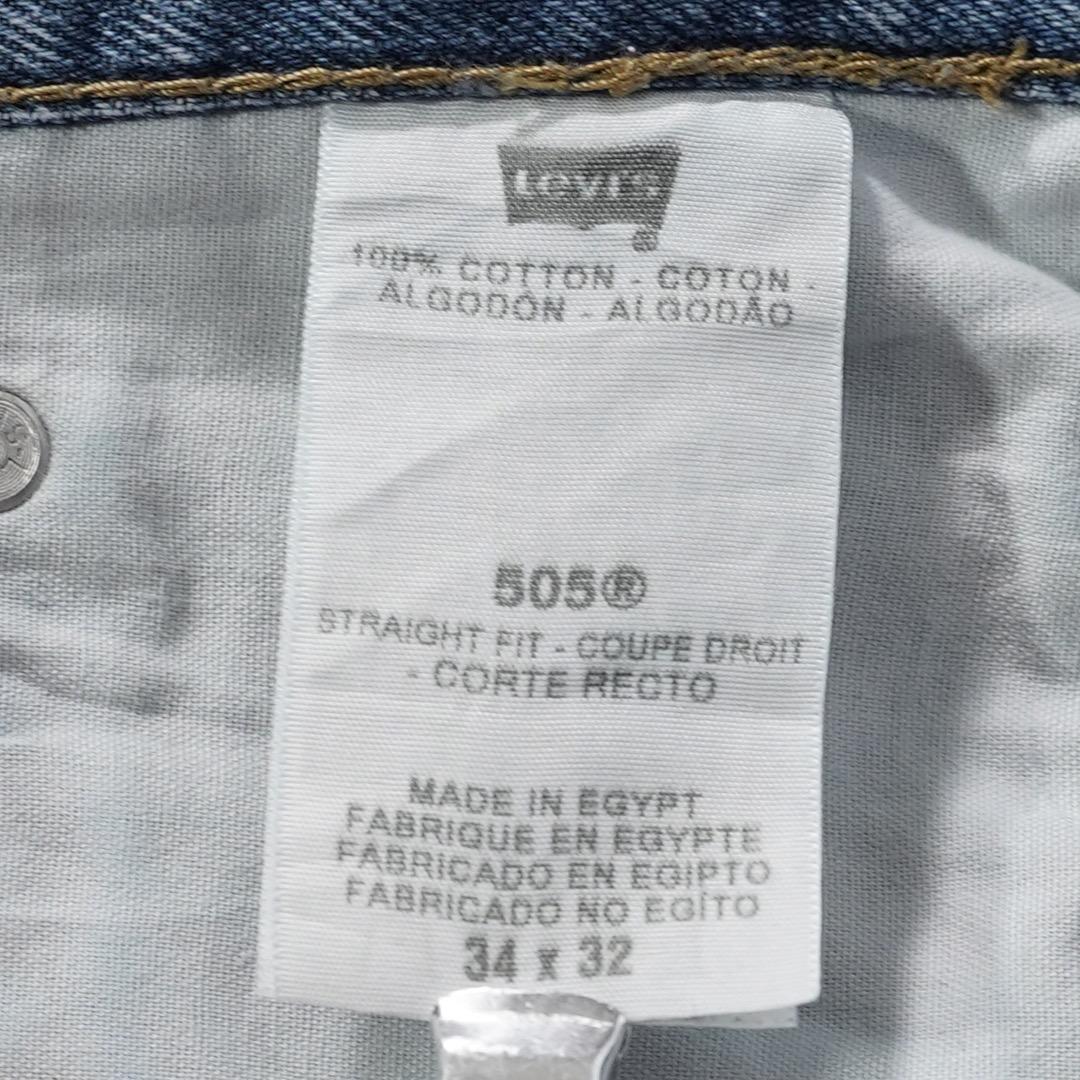 Levi's
®
100% COTTON - COTON -
ALGODÓN - ALGODÃO
505®
STRAIGHT FIT - COUPE DROIT
- CORTE RECTO
MADE IN EGYPT
FABRIQUE EN EGYPTE
FABRICADO EN EGIPTO
FABRICADO NO EGÍTO
34 x 32